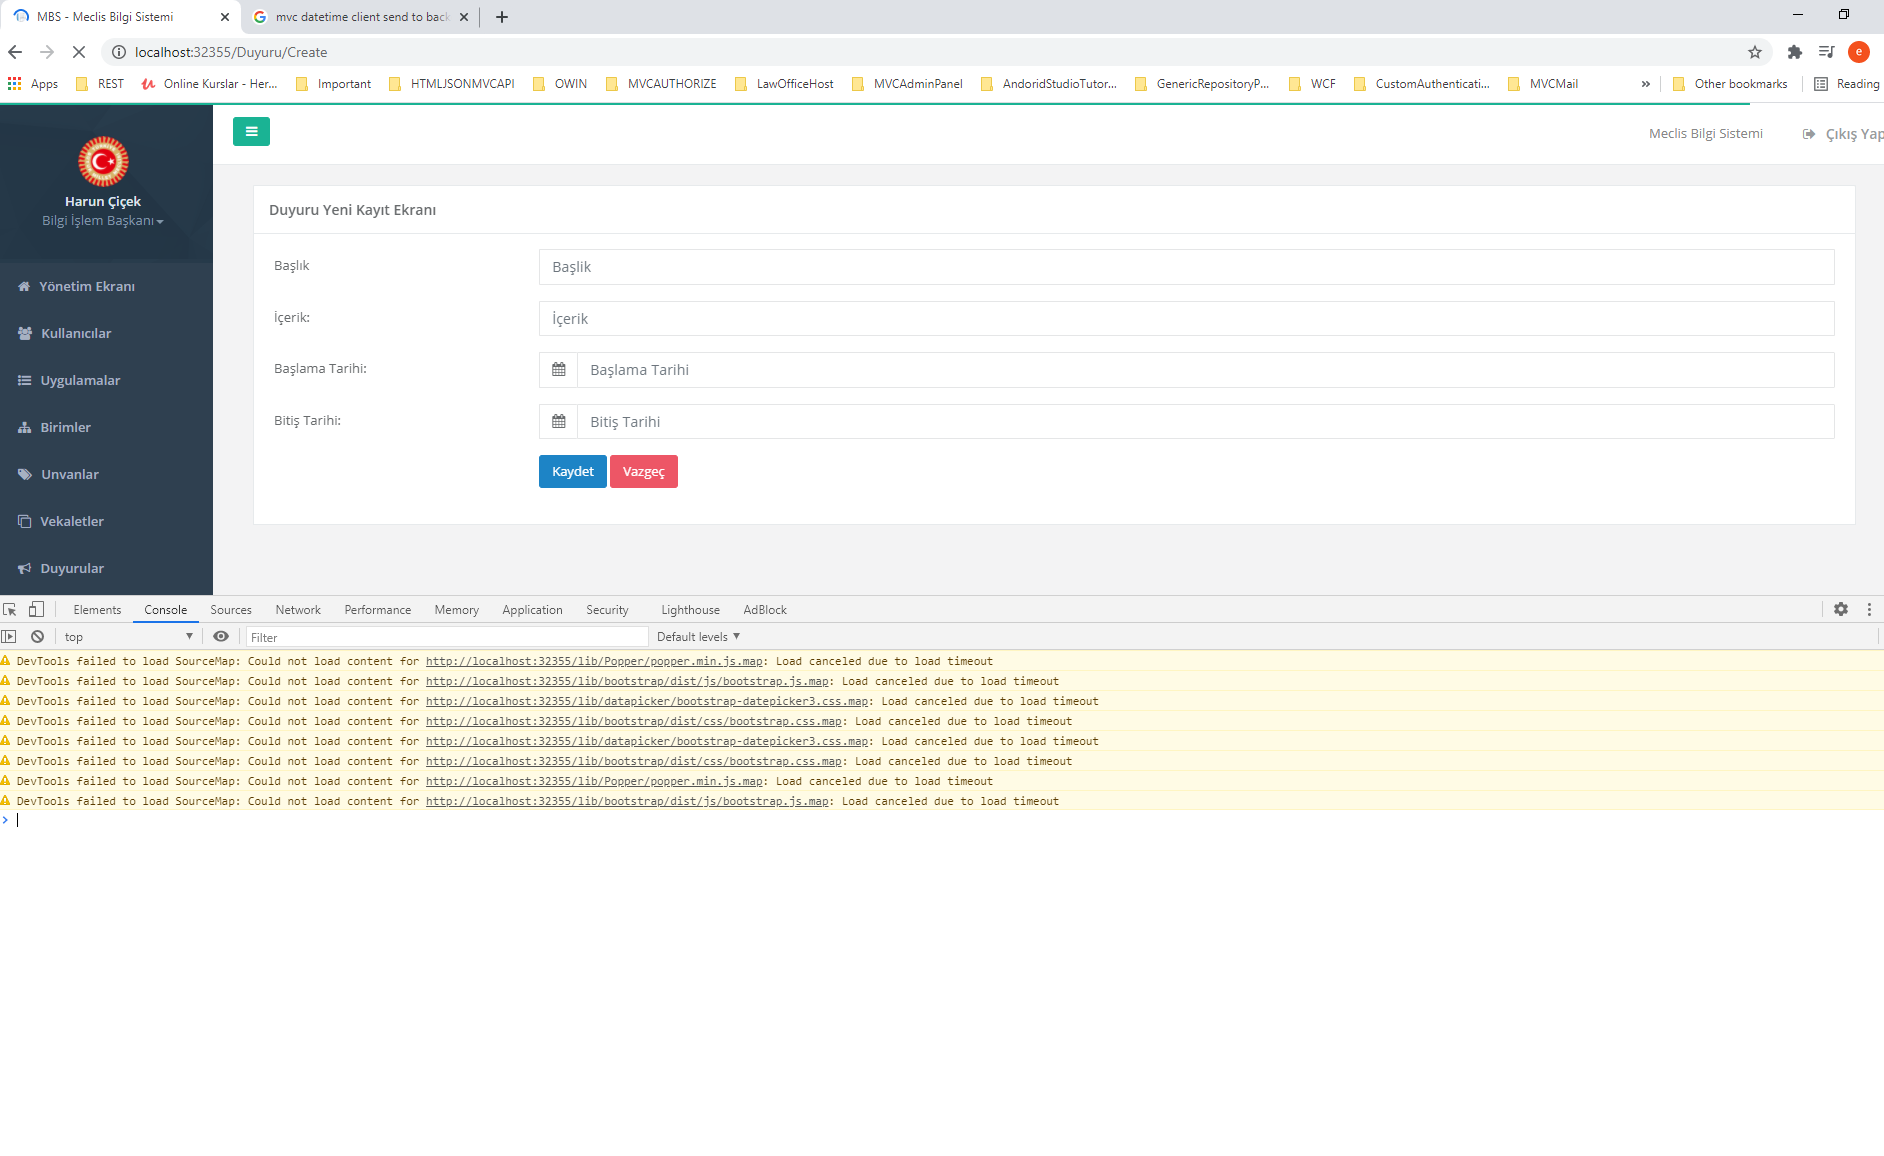 MBS - Meclis Bilgi Sistemi
mvc datetime client send to back
localhost:32355/Duyuru/Create
e
Apps REST Online Kurslar - Her... Important HTMLJSONMVCAPI OWIN MVCAUTHORIZE LawOfficeHost MVCAdminPanel AndoridStudioTutor... GenericRepositoryP... WCF CustomAuthenticati... MVCMail » Other bookmarks Reading
Meclis Bilgi Sistemi Çıkış Yap
Harun Çiçek
Bilgi İşlem Başkanı
Yönetim Ekranı
Kullanıcılar
Uygulamalar
Birimler
Unvanlar
Vekaletler
Duyurular
Duyuru Yeni Kayıt Ekranı
Başlık Başlik
İçerik: İçerik
Başlama Tarihi: Başlama Tarihi
Bitiş Tarihi: Bitiş Tarihi
Kaydet Vazgeç
Elements Console Sources Network Performance Memory Application Security Lighthouse AdBlock
top Filter Default levels
DevTools failed to load SourceMap: Could not load content for http://localhost:32355/lib/Popper/popper.min.js.map: Load canceled due to load timeout
DevTools failed to load SourceMap: Could not load content for http://localhost:32355/lib/bootstrap/dist/js/bootstrap.js.map: Load canceled due to load timeout
DevTools failed to load SourceMap: Could not load content for http://localhost:32355/lib/datapicker/bootstrap-datepicker3.css.map: Load canceled due to load timeout
DevTools failed to load SourceMap: Could not load content for http://localhost:32355/lib/bootstrap/dist/css/bootstrap.css.map: Load canceled due to load timeout
DevTools failed to load SourceMap: Could not load content for http://localhost:32355/lib/datapicker/bootstrap-datepicker3.css.map: Load canceled due to load timeout
DevTools failed to load SourceMap: Could not load content for http://localhost:32355/lib/bootstrap/dist/css/bootstrap.css.map: Load canceled due to load timeout
DevTools failed to load SourceMap: Could not load content for http://localhost:32355/lib/Popper/popper.min.js.map: Load canceled due to load timeout
DevTools failed to load SourceMap: Could not load content for http://localhost:32355/lib/bootstrap/dist/js/bootstrap.js.map: Load canceled due to load timeout